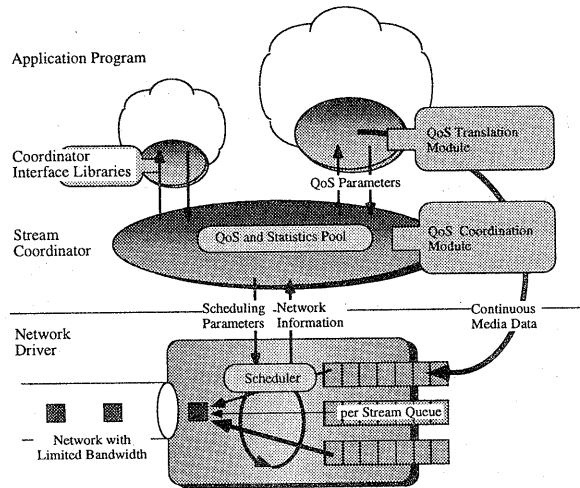 Application Program
Coordinator
Interface Libraries
QoS Translation
Module
QoS Parameters
Stream
Coordinator
QoS and Statistics Pool
QoS Coordination
Module
Scheduling
Parameters
Network
Information
Continuous
Media Data
Network
Driver
Scheduler
per Stream Queue
Network with
Limited Bandwidth